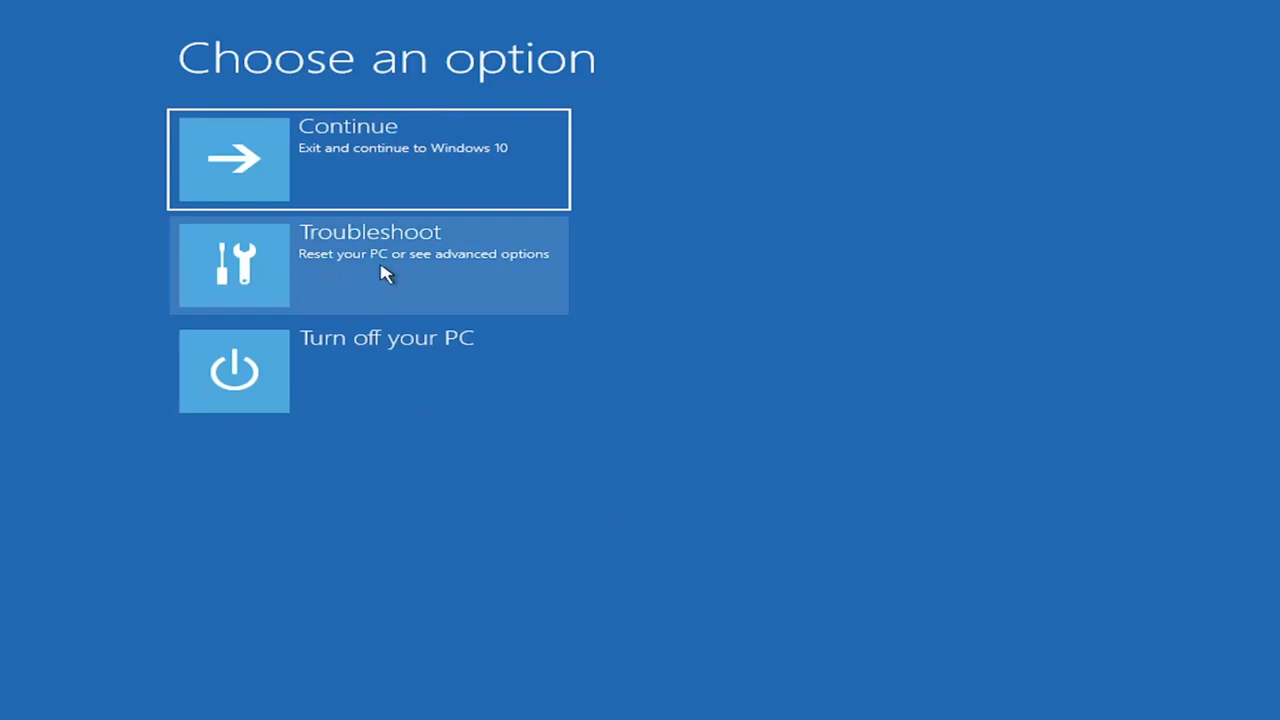 Choose an option
Continue
Exit and continue to Windows 10
Troubleshoot
Reset your PC or see advanced options
Turn off your PC